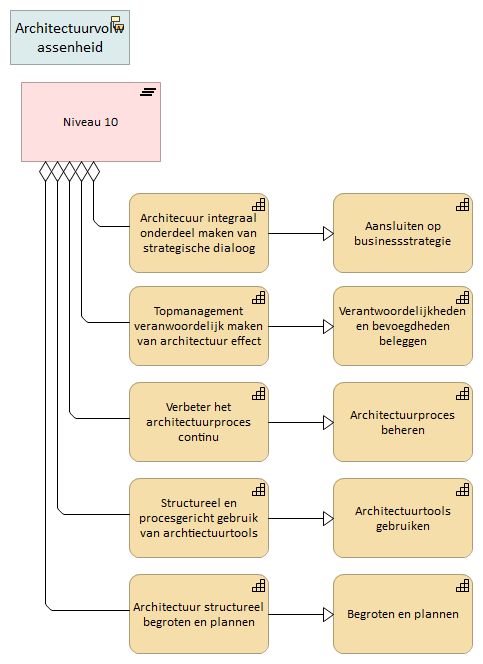 Architectuurvolw
assenheid
Niveau 10
Architecuur integraal
onderdeel maken van
strategische dialoog
Aansluiten op
businessstrategie
Topmanagement
veranwoordelijk maken
van architectuur effect
Verantwoordelijkheden
en bevoegdheden
beleggen
Verbeter het
architectuurproces
continu
Architectuurproces
beheren
Structureel en
procesgericht gebruik
van archtiectuurtools
Architectuurtools
gebruiken
Architectuur structureel
begroten en plannen
Begroten en plannen